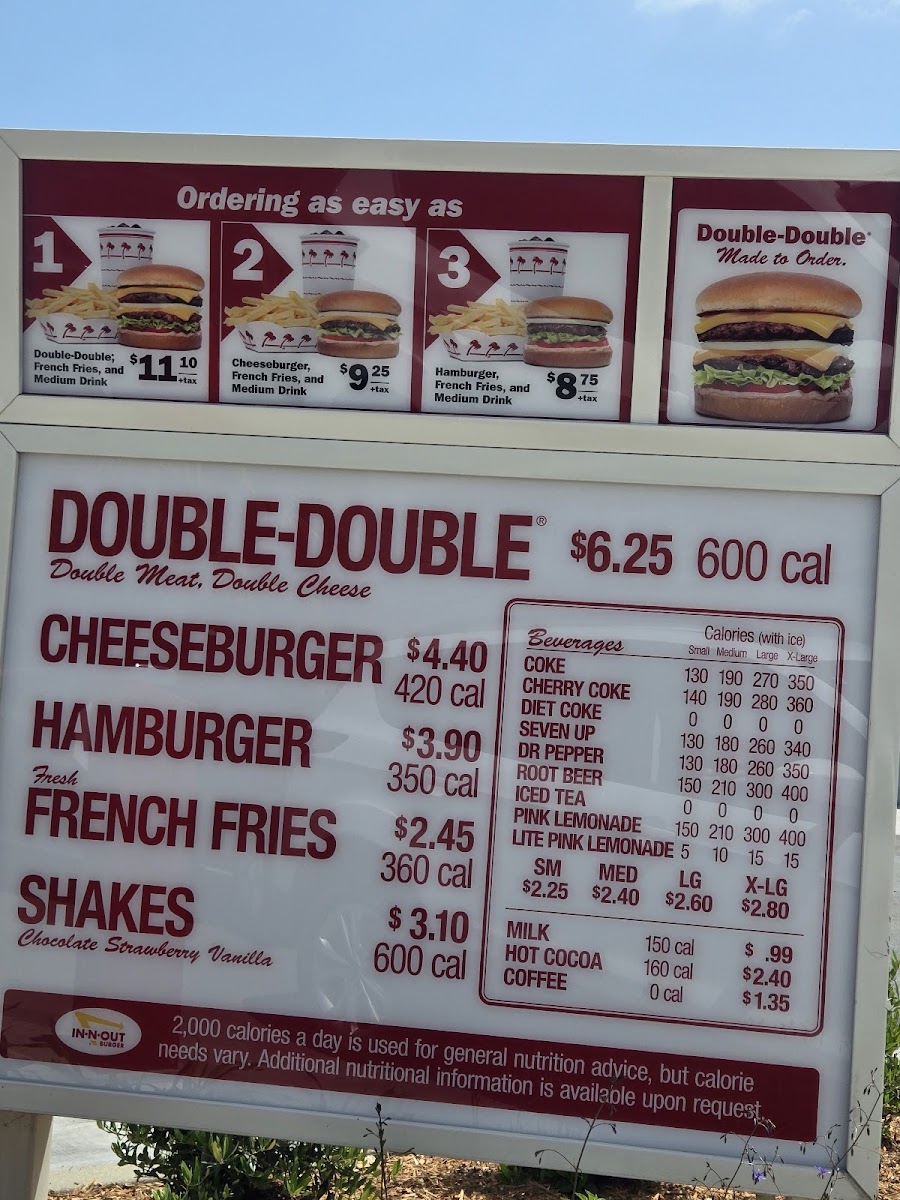 Ordering as easy as
1
Double-Double,
French Fries, and
Medium Drink
$11 10
+tax
2
Cheeseburger,
French Fries, and
Medium Drink
$9 25
+tax
3
Hamburger,
French Fries, and
Medium Drink
$8 75
+tax
Double-Double®
Made to Order.
DOUBLE-DOUBLE® $6.25 600 cal
Double Meat, Double Cheese
CHEESEBURGER $4.40
420 cal
HAMBURGER $3.90
350 cal
Fresh
FRENCH FRIES $2.45
360 cal
SHAKES $3.10
Chocolate Strawberry Vanilla 600 cal
Beverages Calories (with ice)
Small Medium Large X-Large
COKE 130 190 270 350
CHERRY COKE 140 190 280 360
DIET COKE 0 0 0 0
SEVEN UP 130 180 260 340
DR PEPPER 130 180 260 350
ROOT BEER 150 210 300 400
ICED TEA 0 0 0 0
PINK LEMONADE 150 210 300 400
LITE PINK LEMONADE 5 10 15 15
SM MED LG X-LG
$2.25 $2.40 $2.60 $2.80
MILK 150 cal $ .99
HOT COCOA 160 cal $2.40
COFFEE 0 cal $1.35
IN-N-OUT
BURGER
2,000 calories a day is used for general nutrition advice, but calorie
needs vary. Additional nutritional information is available upon request.